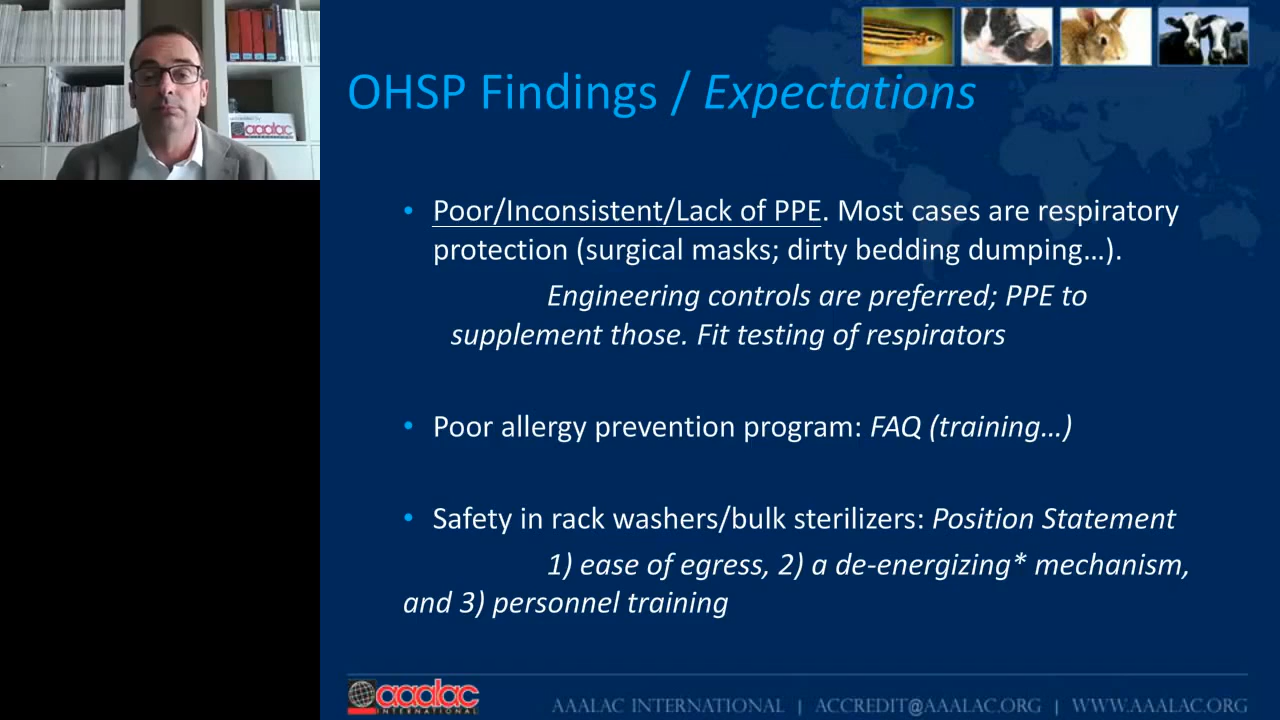 OHSP Findings / Expectations
aalac
• Poor/Inconsistent/Lack of PPE. Most cases are respiratory
protection (surgical masks; dirty bedding dumping...).
Engineering controls are preferred; PPE to
supplement those. Fit testing of respirators
• Poor allergy prevention program: FAQ (training...)
• Safety in rack washers/bulk sterilizers: Position Statement
1) ease of egress, 2) a de-energizing* mechanism,
and 3) personnel training
aaalac
INTERNATIONAL
AAALAC INTERNATIONAL | ACCREDIT@AAALAC.ORG | WWW.AAALAC.ORG